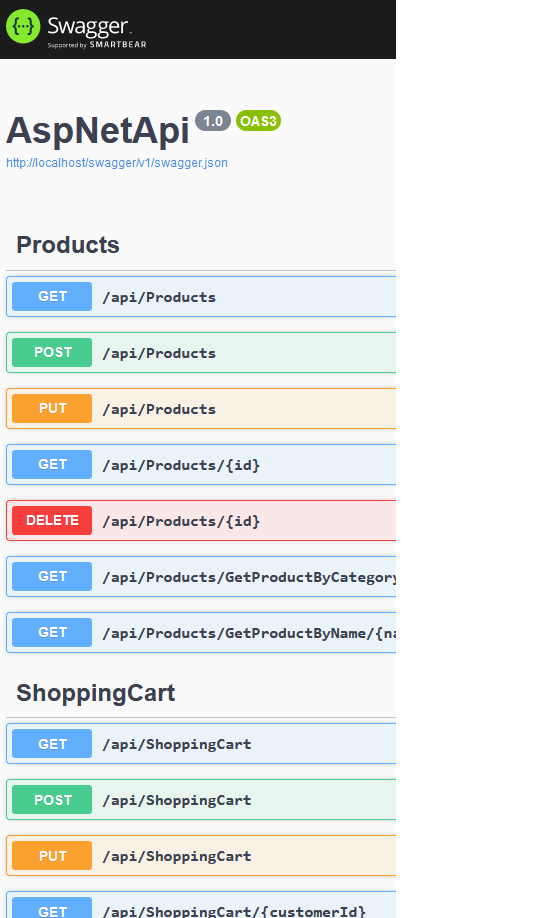 Swagger
Supported by SMARTBEAR
AspNetApi 1.0 OAS3
http://localhost/swagger/v1/swagger.json
Products
GET /api/Products
POST /api/Products
PUT /api/Products
GET /api/Products/{id}
DELETE /api/Products/{id}
GET /api/Products/GetProductByCategory
GET /api/Products/GetProductByName/{na
ShoppingCart
GET /api/ShoppingCart
POST /api/ShoppingCart
PUT /api/ShoppingCart
GET /api/ShoppingCart/{customerId}